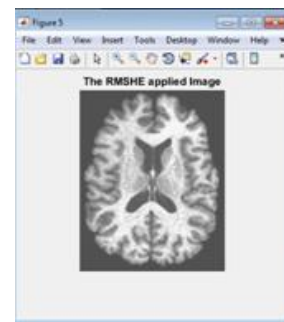 Figure 5
File Edit View Insert Tools Desktop Window Help
The RMSHE applied Image